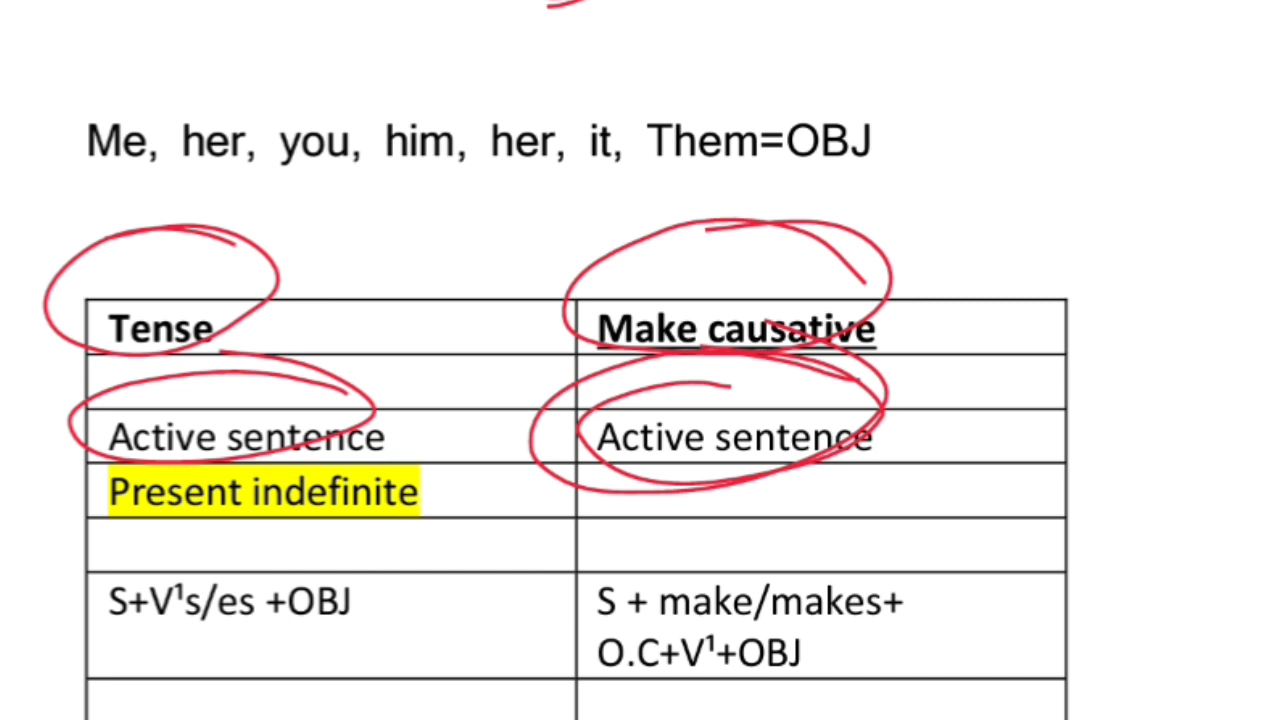 Me, her, you, him, her, it, Them=OBJ
Tense
Make causative
Active sentence
Active sentence
Present indefinite
S+V¹s/es +OBJ
S + make/makes+
O.C+V¹+OBJ